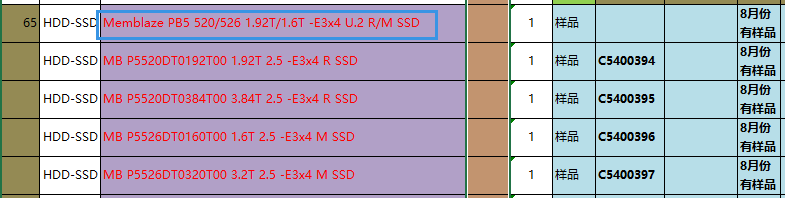 65 HDD-SSD Memblaze PB5 520/526 1.92T/1.6T -E3x4 U.2 R/M SSD 1 样品 8月份有样品
HDD-SSD MB P5520DT0192T00 1.92T 2.5 -E3x4 R SSD 1 样品 C5400394 8月份有样品
HDD-SSD MB P5520DT0384T00 3.84T 2.5 -E3x4 R SSD 1 样品 C5400395 8月份有样品
HDD-SSD MB P5526DT0160T00 1.6T 2.5 -E3x4 M SSD 1 样品 C5400396 8月份有样品
HDD-SSD MB P5526DT0320T00 3.2T 2.5 -E3x4 M SSD 1 样品 C5400397 8月份有样品